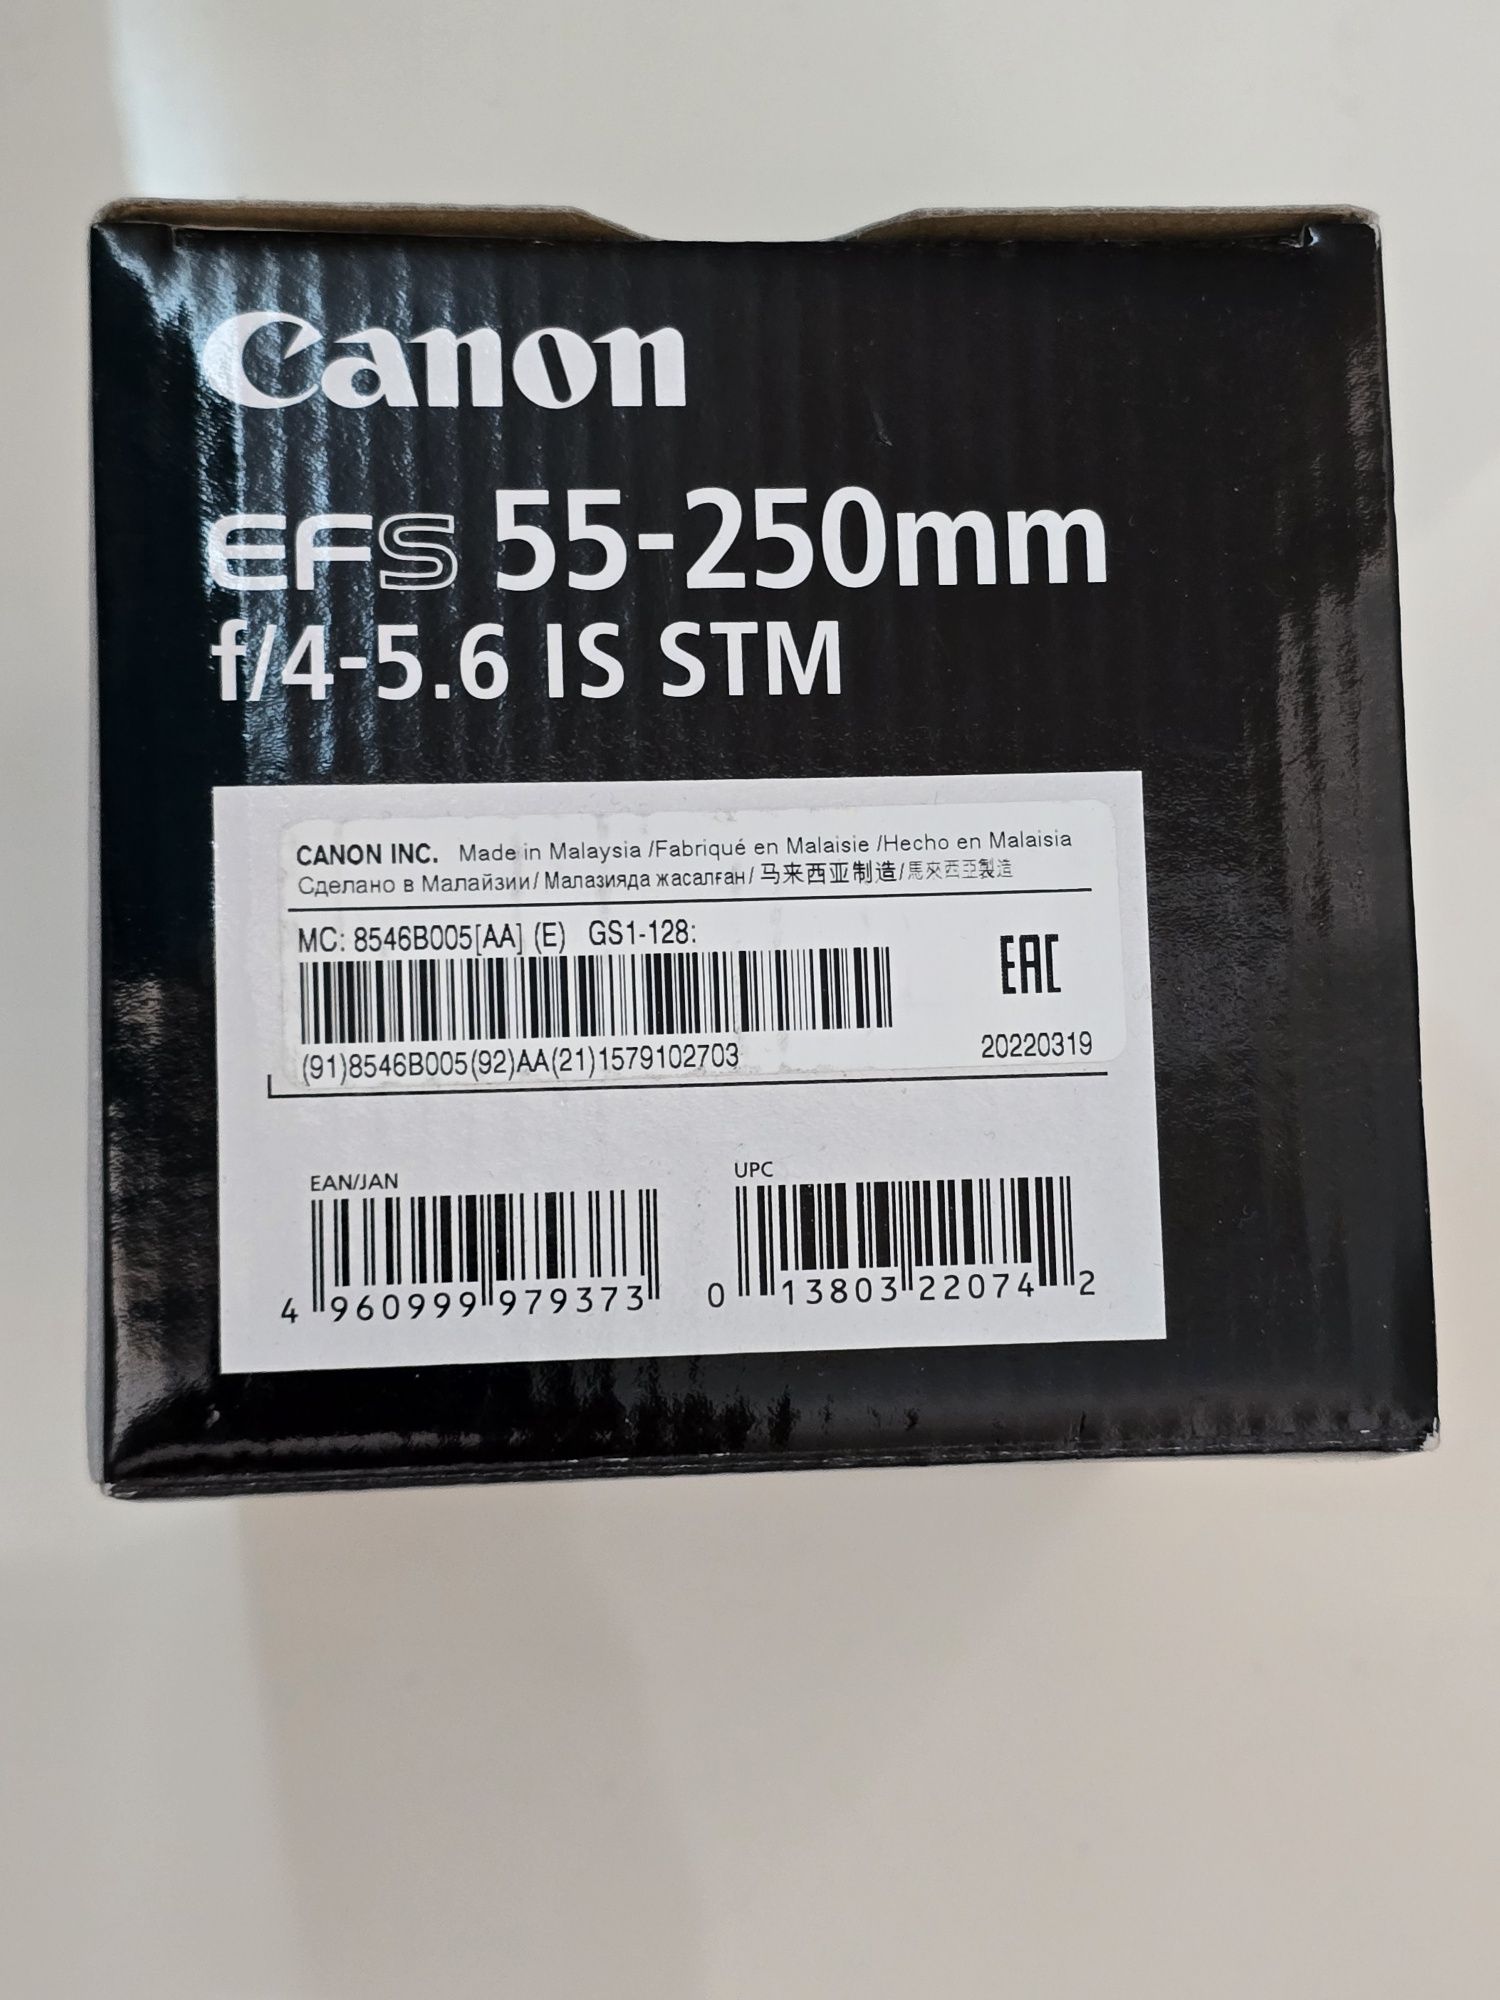 Canon
EFS 55-250mm
f/4-5.6 IS STM
CANON INC. Made in Malaysia /Fabriqué en Malaisie /Hecho en Malaisia
Сделано в Малайзии/ Малазияда жасалған/ 马来西亚制造/馬來西亞製造
MC: 8546B005[AA] (E) GS1-128:
EAC
(91)8546B005(92)AA(21)1579102703
20220319
EAN/JAN
UPC
4 960999 979373
0 13803 22074 2